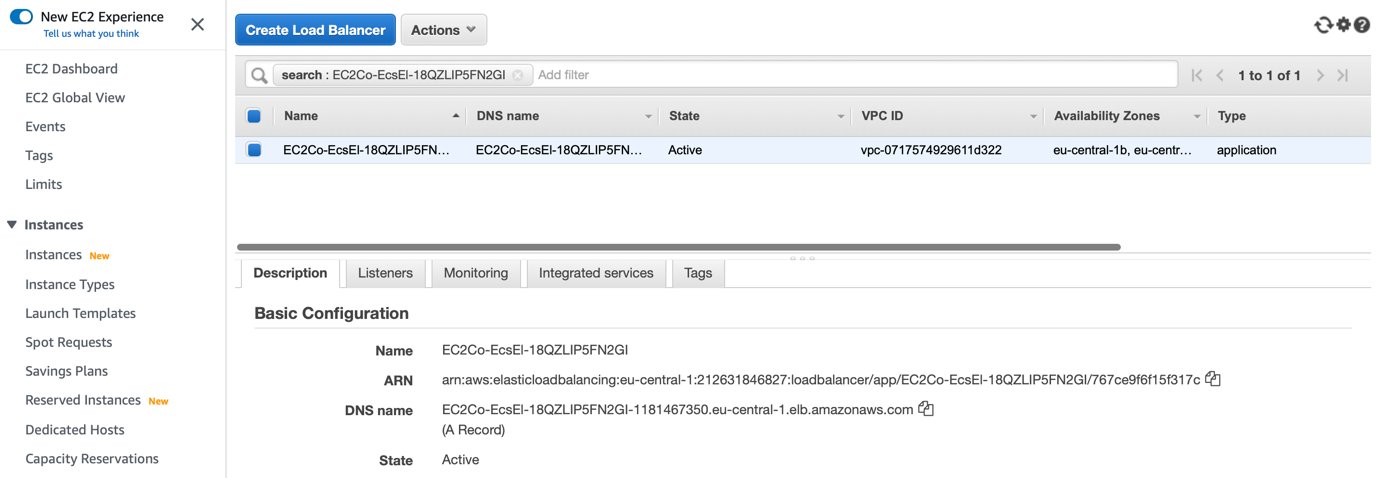 New EC2 Experience
Tell us what you think
EC2 Dashboard
EC2 Global View
Events
Tags
Limits
Instances
Instances New
Instance Types
Launch Templates
Spot Requests
Savings Plans
Reserved Instances New
Dedicated Hosts
Capacity Reservations
Create Load Balancer Actions
search : EC2Co-EcsEl-18QZLIP5FN2GI Add filter 1 to 1 of 1
Name DNS name State VPC ID Availability Zones Type
EC2Co-EcsEl-18QZLIP5FN... EC2Co-EcsEl-18QZLIP5FN... Active vpc-0717574929611d322 eu-central-1b, eu-centr... application
Description Listeners Monitoring Integrated services Tags
Basic Configuration
Name EC2Co-EcsEl-18QZLIP5FN2GI
ARN arn:aws:elasticloadbalancing:eu-central-1:212631846827:loadbalancer/app/EC2Co-EcsEl-18QZLIP5FN2GI/767ce9f6f15f317c
DNS name EC2Co-EcsEl-18QZLIP5FN2GI-1181467350.eu-central-1.elb.amazonaws.com
(A Record)
State Active